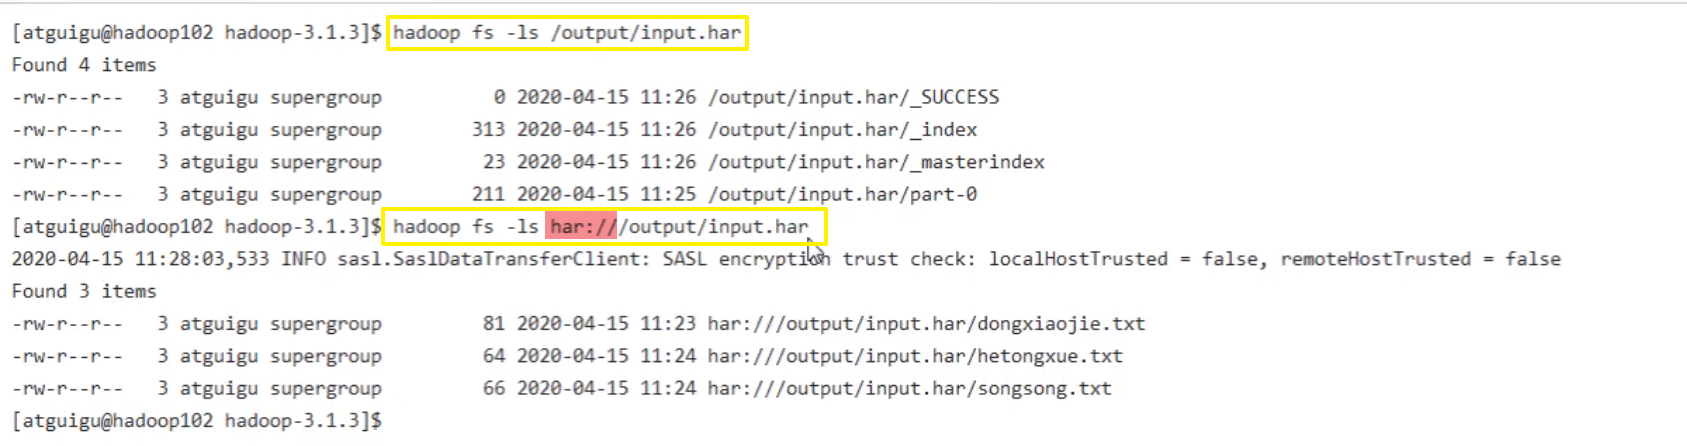 [atguigu@hadoop102 hadoop-3.1.3]$ hadoop fs -ls /output/input.har
Found 4 items
-rw-r--r--   3 atguigu supergroup          0 2020-04-15 11:26 /output/input.har/_SUCCESS
-rw-r--r--   3 atguigu supergroup        313 2020-04-15 11:26 /output/input.har/_index
-rw-r--r--   3 atguigu supergroup         23 2020-04-15 11:26 /output/input.har/_masterindex
-rw-r--r--   3 atguigu supergroup        211 2020-04-15 11:25 /output/input.har/part-0
[atguigu@hadoop102 hadoop-3.1.3]$ hadoop fs -ls har:///output/input.har
2020-04-15 11:28:03,533 INFO sasl.SaslDataTransferClient: SASL encryption trust check: localHostTrusted = false, remoteHostTrusted = false
Found 3 items
-rw-r--r--   3 atguigu supergroup         81 2020-04-15 11:23 har:///output/input.har/dongxiaojie.txt
-rw-r--r--   3 atguigu supergroup         64 2020-04-15 11:24 har:///output/input.har/hetongxue.txt
-rw-r--r--   3 atguigu supergroup         66 2020-04-15 11:24 har:///output/input.har/songsong.txt
[atguigu@hadoop102 hadoop-3.1.3]$